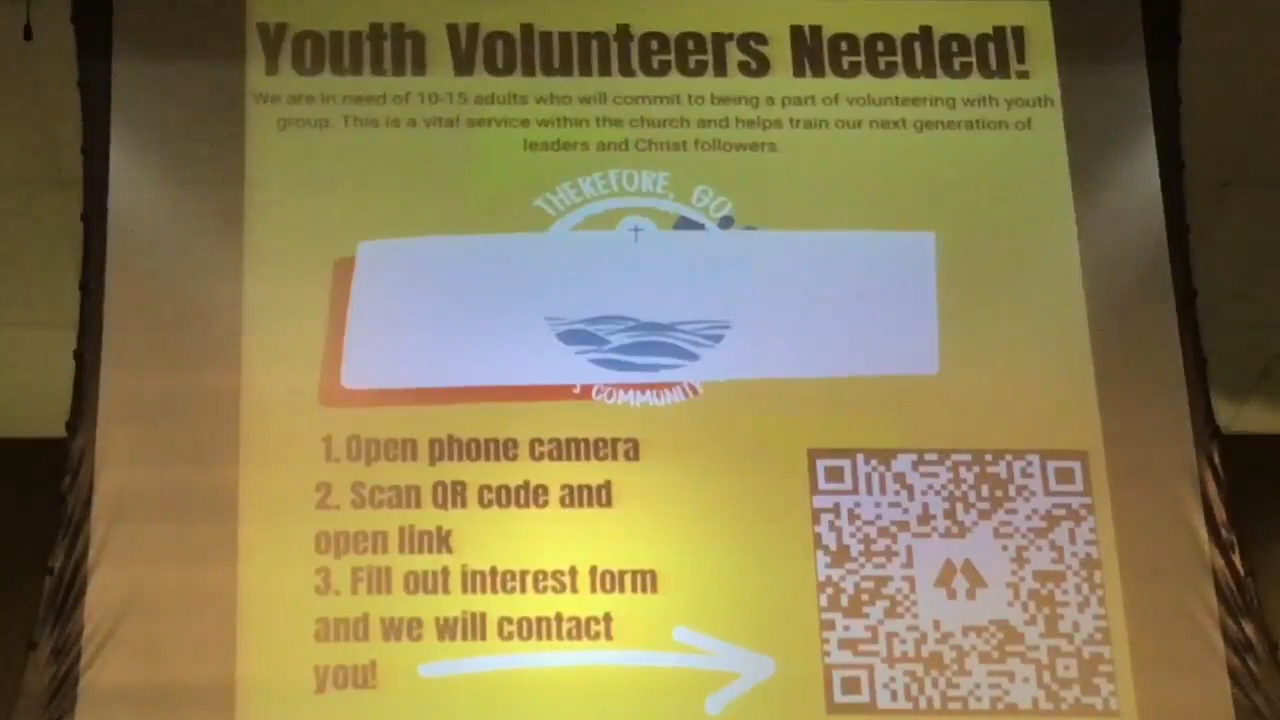 Youth Volunteers Needed!
We are in need of 10-15 adults who will commit to being a part of volunteering with youth
group. This is a vital service within the church and helps train our next generation of
leaders and Christ followers.
THEREFORE, GO
COMMUNITY
1. Open phone camera
2. Scan QR code and
open link
3. Fill out interest form
and we will contact
you!